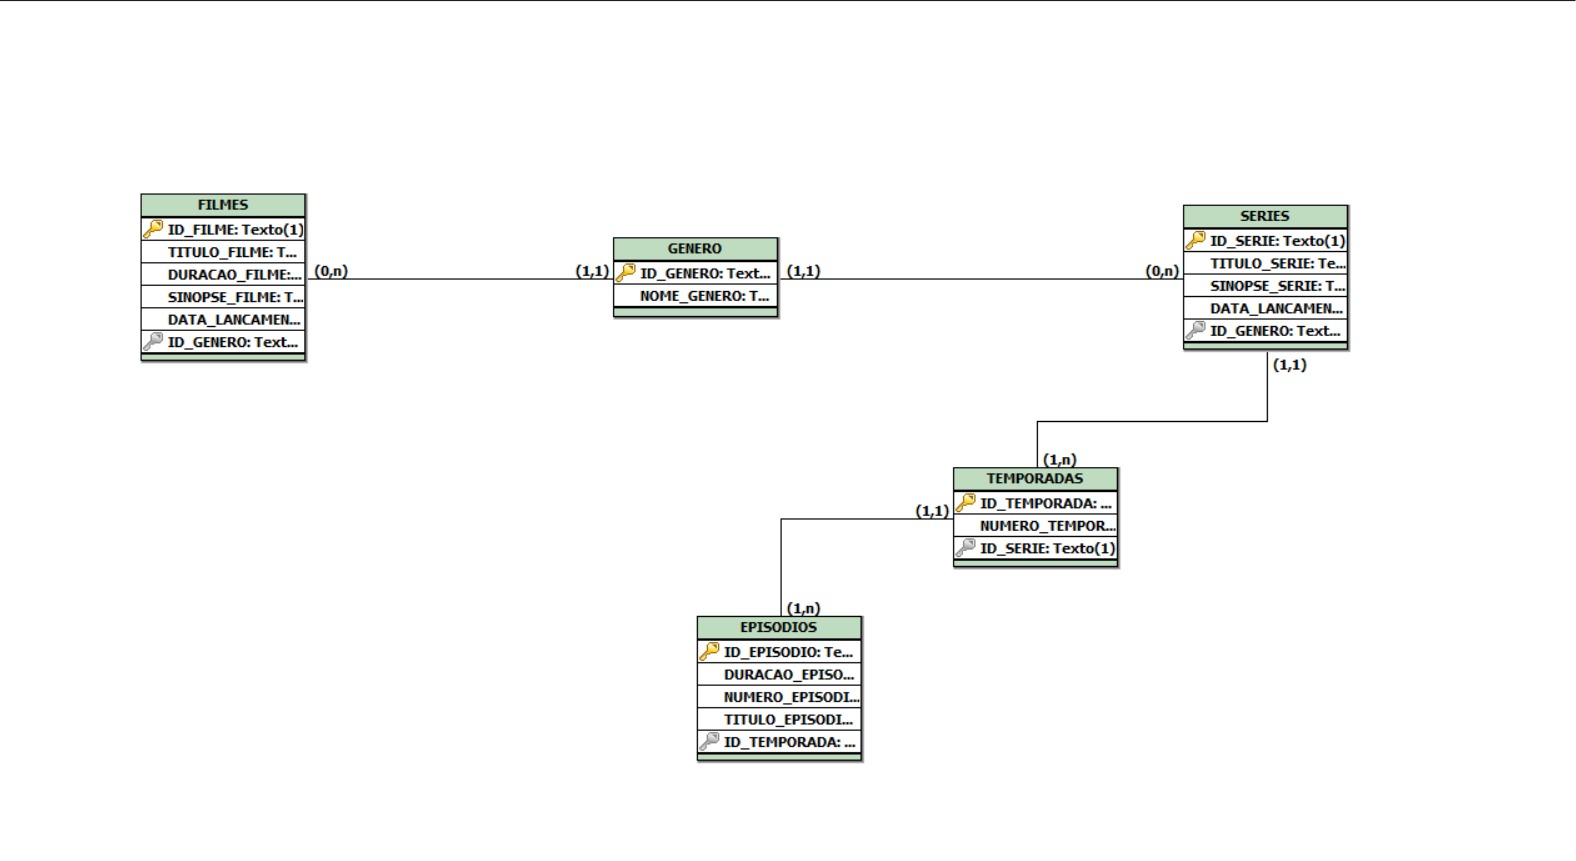 FILMES
ID_FILME: Texto(1)
TITULO_FILME: T...
DURACAO_FILME:...
SINOPSE_FILME: T...
DATA_LANCAMEN...
ID_GENERO: Text...
(0,n)
(1,1)
GENERO
ID_GENERO: Text...
NOME_GENERO: T...
(1,1)
(0,n)
SERIES
ID_SERIE: Texto(1)
TITULO_SERIE: Te...
SINOPSE_SERIE: T...
DATA_LANCAMEN...
ID_GENERO: Text...
(1,1)
(1,n)
TEMPORADAS
ID_TEMPORADA: ...
NUMERO_TEMPOR...
ID_SERIE: Texto(1)
(1,1)
(1,n)
EPISODIOS
ID_EPISODIO: Te...
DURACAO_EPISO...
NUMERO_EPISODI...
TITULO_EPISODI...
ID_TEMPORADA: ...